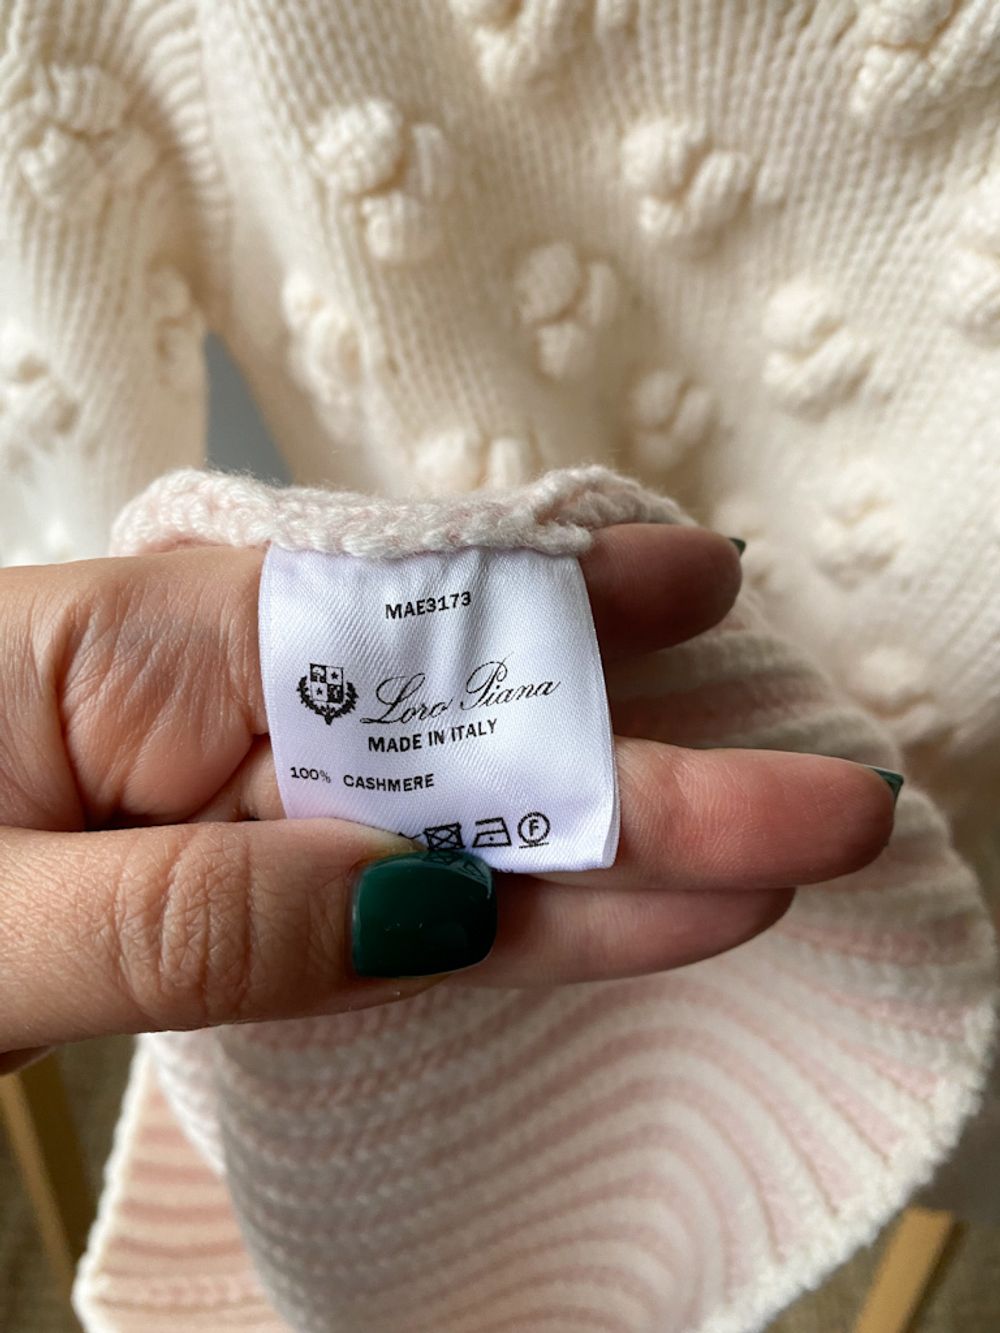 MAE3173
Loro Piana
MADE IN ITALY
100% CASHMERE
F